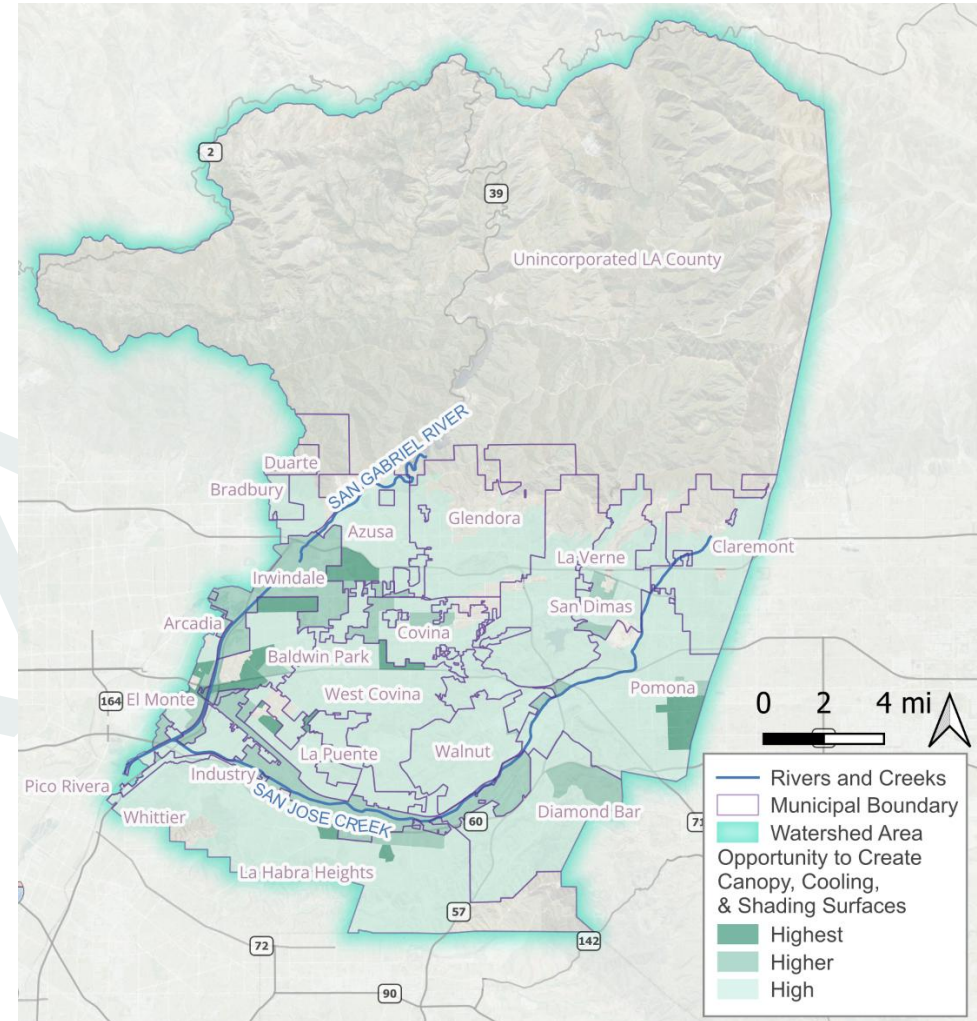 2
39
Unincorporated LA County
SAN GABRIEL RIVER
Duarte
Bradbury
Glendora
Azusa
Claremont
La Verne
Irwindale
San Dimas
Arcadia
Covina
Baldwin Park
Pomona
West Covina
164
El Monte
La Puente
Walnut
Industry
Pico Rivera
SAN JOSE CREEK
Whittier
60
Diamond Bar
71
La Habra Heights
57
72
142
90
0 2 4 mi
Rivers and Creeks
Municipal Boundary
Watershed Area
Opportunity to Create
Canopy, Cooling,
& Shading Surfaces
Highest
Higher
High